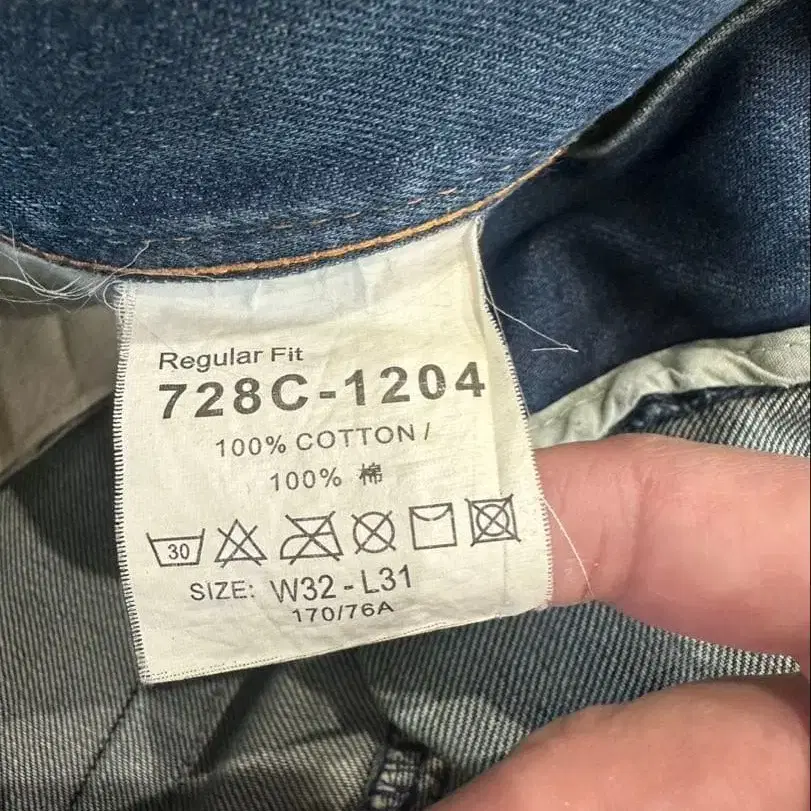 Regular Fit
728C-1204
100% COTTON /
100% 棉
30
SIZE: W32-L31
170/76A